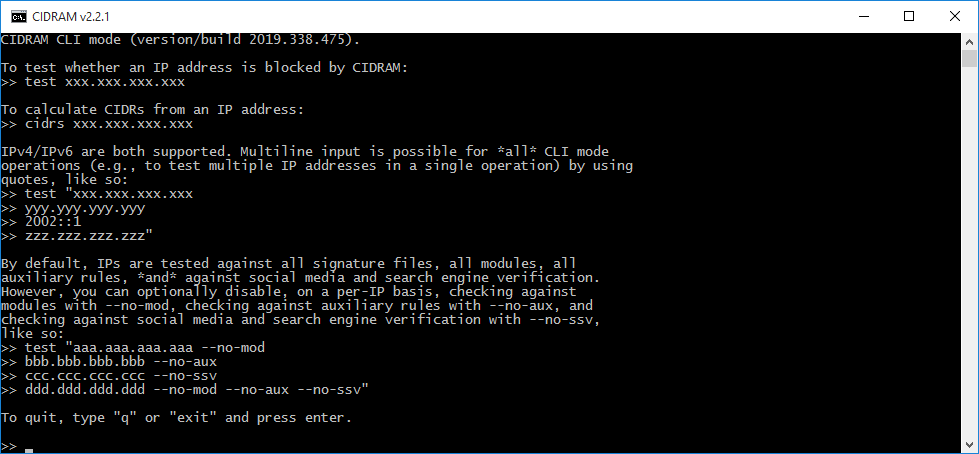 CIDRAM v2.2.1
CIDRAM CLI mode (version/build 2019.338.475).
To test whether an IP address is blocked by CIDRAM:
>> test xxx.xxx.xxx.xxx
To calculate CIDRs from an IP address:
>> cidrs xxx.xxx.xxx.xxx
IPv4/IPv6 are both supported. Multiline input is possible for *all* CLI mode
operations (e.g., to test multiple IP addresses in a single operation) by using
quotes, like so:
>> test "xxx.xxx.xxx.xxx
>> yyy.yyy.yyy.yyy
>> 2002::1
>> zzz.zzz.zzz.zzz"
By default, IPs are tested against all signature files, all modules, all
auxiliary rules, *and* against social media and search engine verification.
However, you can optionally disable, on a per-IP basis, checking against
modules with --no-mod, checking against auxiliary rules with --no-aux, and
checking against social media and search engine verification with --no-ssv,
like so:
>> test "aaa.aaa.aaa.aaa --no-mod
>> bbb.bbb.bbb.bbb --no-aux
>> ccc.ccc.ccc.ccc --no-ssv
>> ddd.ddd.ddd.ddd --no-mod --no-aux --no-ssv"
To quit, type "q" or "exit" and press enter.
>> _